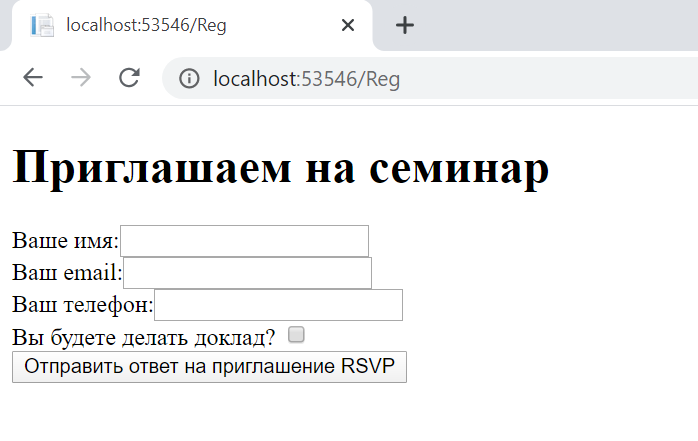 localhost:53546/Reg
localhost:53546/Reg
Приглашаем на семинар
Ваше имя:
Ваш email:
Ваш телефон:
Вы будете делать доклад?
Отправить ответ на приглашение RSVP